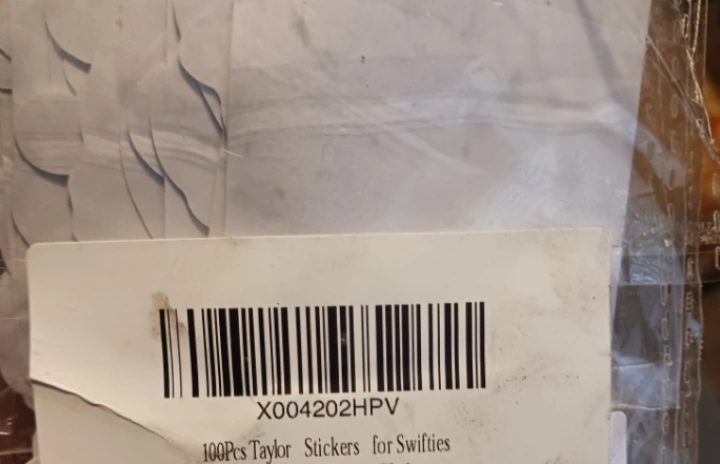 X004202HPV
100Pcs Taylor Stickers for Swifties